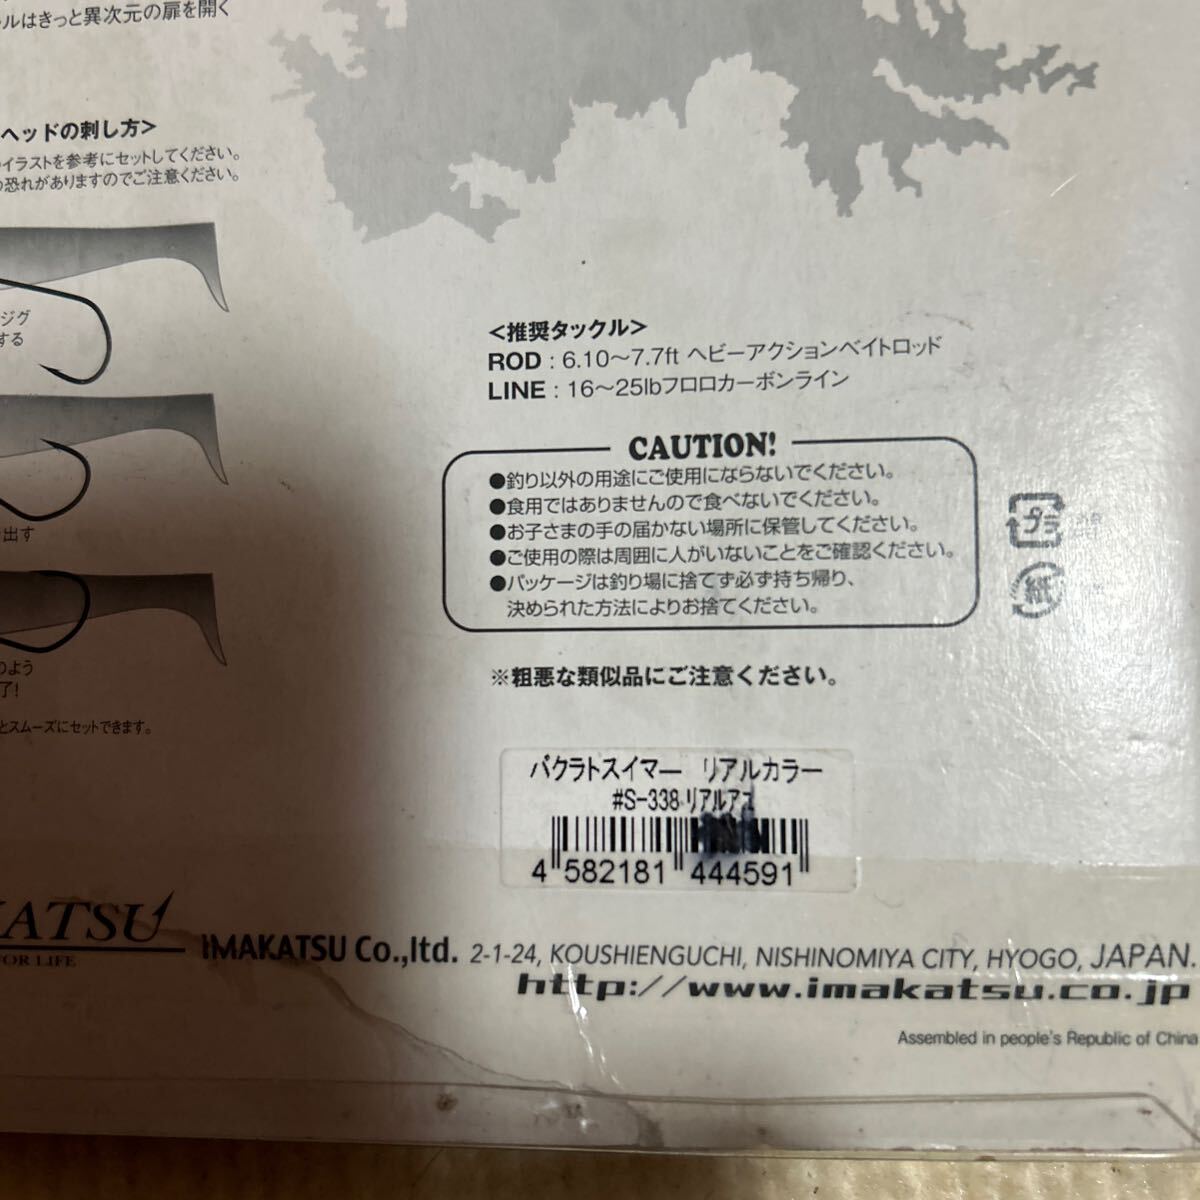 ルはきっと異次元の扉を開く
ヘッドの刺し方>
イラストを参考にセットしてください。
恐れがありますのでご注意ください。
ジグ
する
出す
のよう
了!
とスムーズにセットできます。
<推奨タックル>
ROD : 6.10〜7.7ft ヘビーアクションベイトロッド
LINE : 16〜25lbフロロカーボンライン
CAUTION!
●釣り以外の用途にご使用にならないでください。
●食用ではありませんので食べないでください。
●お子さまの手の届かない場所に保管してください。
●ご使用の際は周囲に人がいないことをご確認ください。
●パッケージは釣り場に捨てず必ず持ち帰り、
決められた方法によりお捨てください。
プラ
紙
※粗悪な類似品にご注意ください。
バクラトスイマー リアルカラー
#S-338 リアルアユ
4 582181 444591
KATSU
FOR LIFE
IMAKATSU Co.,ltd. 2-1-24, KOUSHIENGUCHI, NISHINOMIYA CITY, HYOGO, JAPAN.
http://www.imakatsu.co.jp
Assembled in people's Republic of China